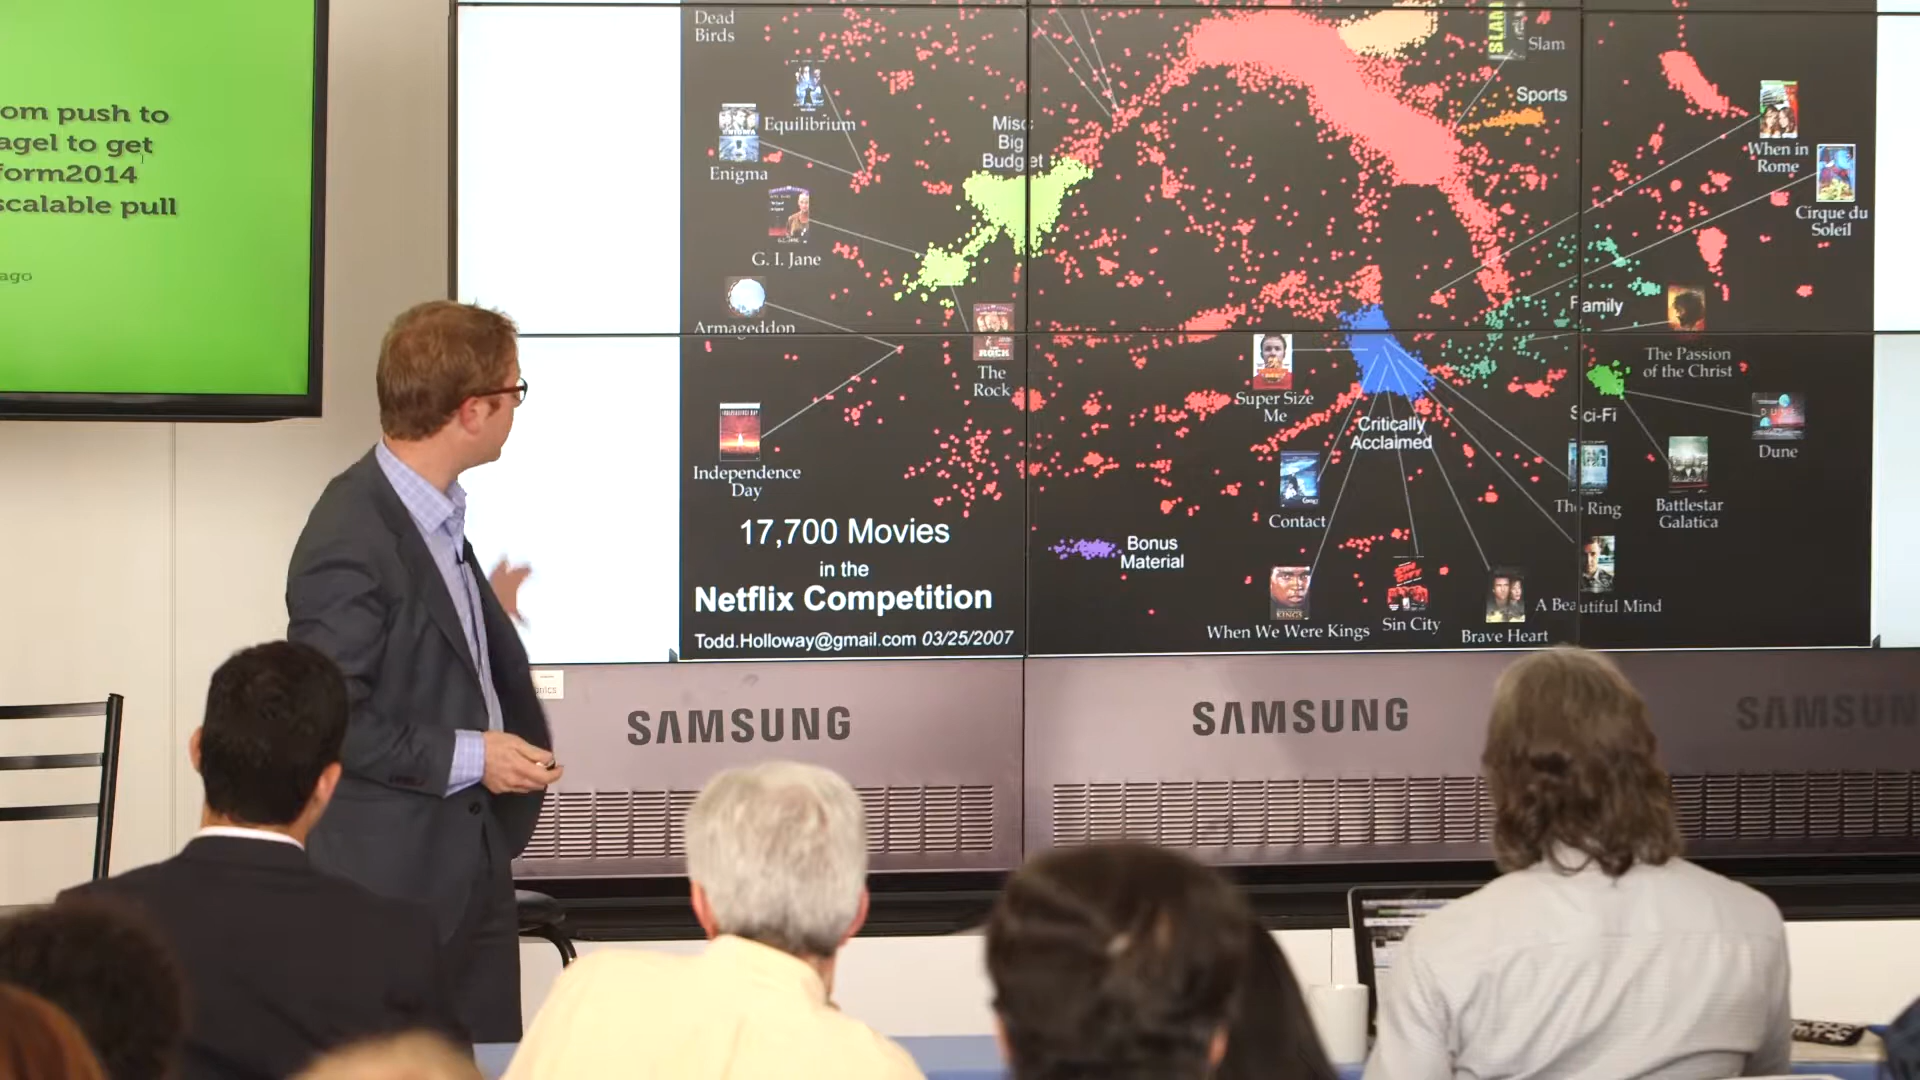 om push to
agel to get
form2014
scalable pull
ago
Dead
Birds
Equilibrium
Enigma
G. I. Jane
Armageddon
Independence
Day
Misc
Big
Budget
The
Rock
SLAM
Slam
Sports
When in
Rome
Cirque du
Soleil
Family
The Passion
of the Christ
Super Size
Me
Critically
Acclaimed
Sci-Fi
DUNE
Dune
Contact
The Ring
Battlestar
Galatica
Bonus
Material
When We Were Kings
Sin City
Brave Heart
A Beautiful Mind
17,700 Movies
in the
Netflix Competition
Todd.Holloway@gmail.com 03/25/2007
SAMSUNG
SAMSUNG
SAMSUN